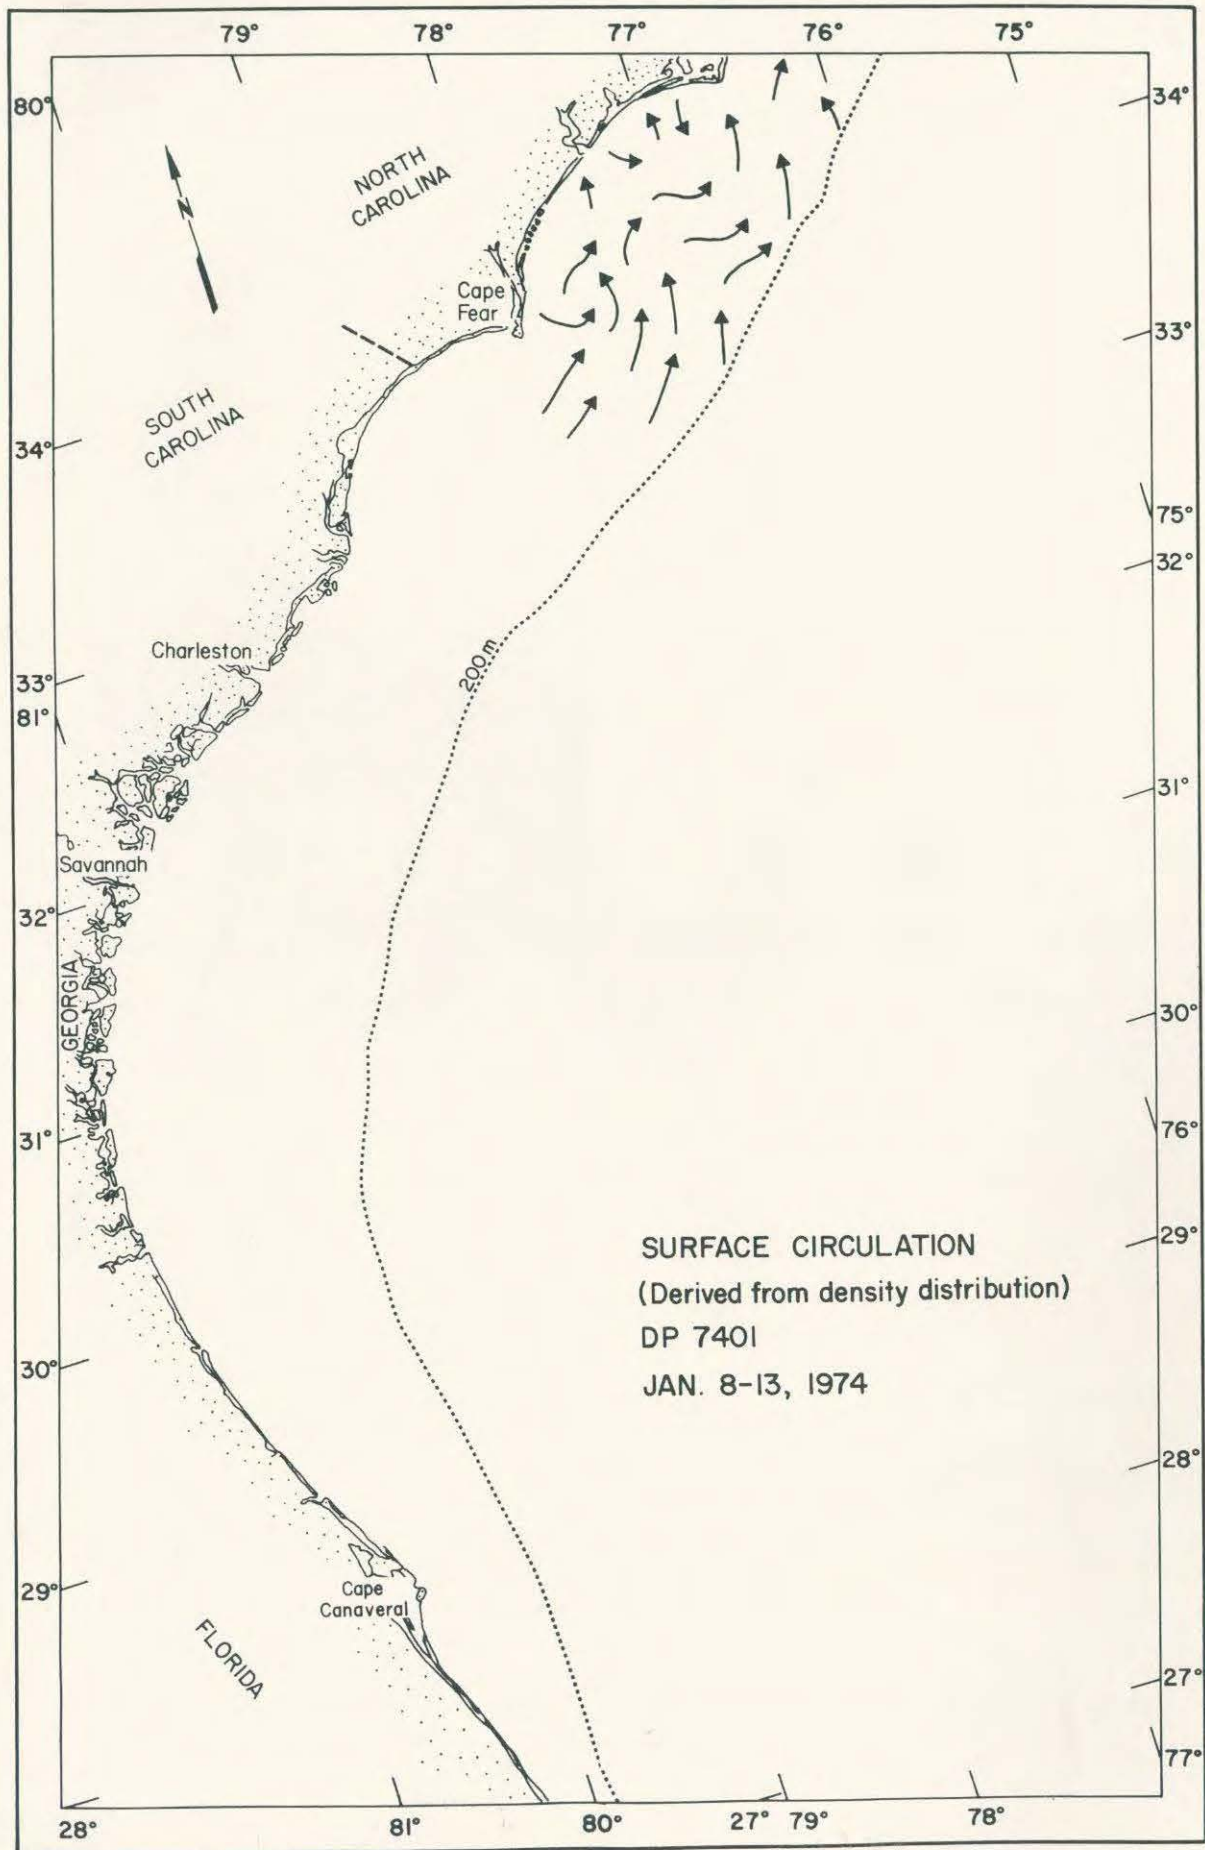 79° 78° 77° 76° 75°
80°
34°
N
NORTH
CAROLINA
Cape
Fear
33°
SOUTH
CAROLINA
34°
75°
32°
Charleston
200m
33°
81°
31°
Savannah
32°
GEORGIA
30°
31°
76°
SURFACE CIRCULATION
29°
(Derived from density distribution)
DP 7401
30°
JAN. 8-13, 1974
28°
29°
Cape
Canaveral
FLORIDA
27°
77°
28° 81° 80° 27° 79° 78°